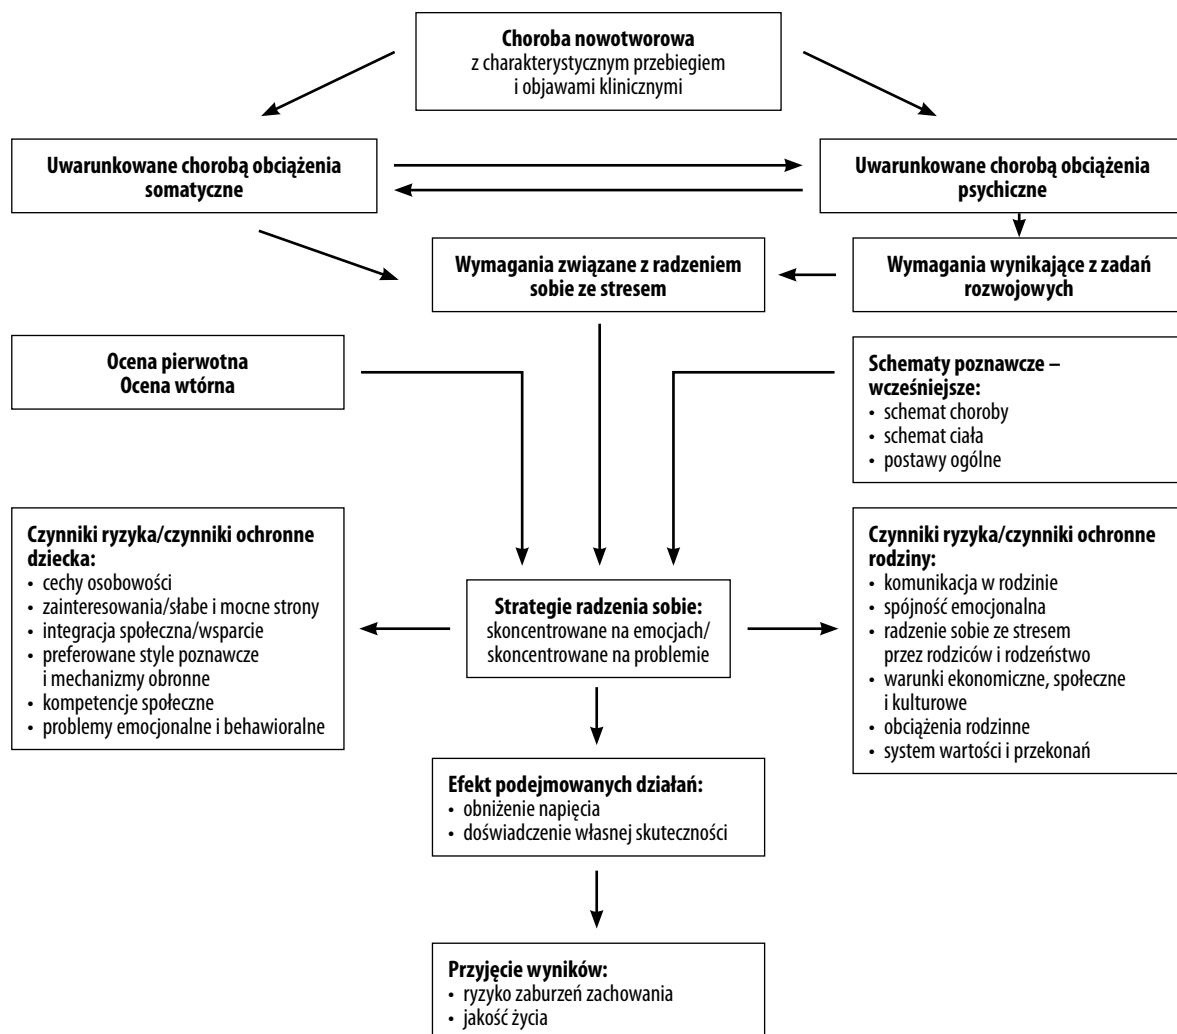 Choroba nowotworowa
z charakterystycznym przebiegiem
i objawami klinicznymi
Uwarunkowane chorobą obciążenia
somatyczne
Uwarunkowane chorobą obciążenia
psychiczne
Wymagania związane z radzeniem
sobie ze stresem
Wymagania wynikające z zadań
rozwojowych
Ocena pierwotna
Ocena wtórna
Schematy poznawcze –
wcześniejsze:
• schemat choroby
• schemat ciała
• postawy ogólne
Czynniki ryzyka/czynniki ochronne
dziecka:
• cechy osobowości
• zainteresowania/słabe i mocne strony
• integracja społeczna/wsparcie
• preferowane style poznawcze
i mechanizmy obronne
• kompetencje społeczne
• problemy emocjonalne i behawioralne
Strategie radzenia sobie:
skoncentrowane na emocjach/
skoncentrowane na problemie
Czynniki ryzyka/czynniki ochronne
rodziny:
• komunikacja w rodzinie
• spójność emocjonalna
• radzenie sobie ze stresem
przez rodziców i rodzeństwo
• warunki ekonomiczne, społeczne
i kulturowe
• obciążenia rodzinne
• system wartości i przekonań
Efekt podejmowanych działań:
• obniżenie napięcia
• doświadczenie własnej skuteczności
Przyjęcie wyników:
• ryzyko zaburzeń zachowania
• jakość życia